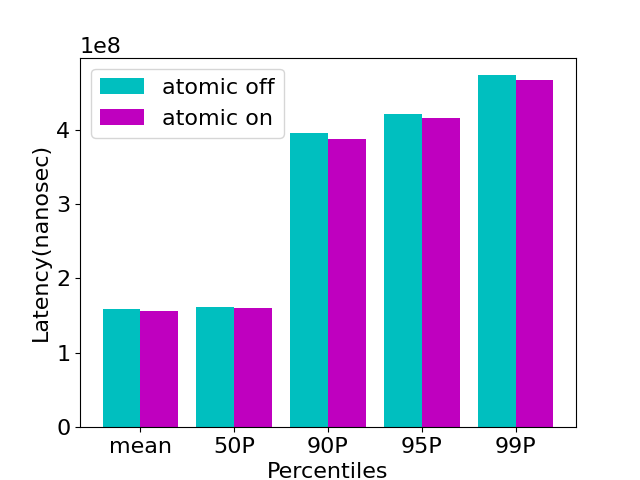 1e8
atomic off
atomic on
4
3
2
1
0
Latency(nanosec)
mean 50P 90P 95P 99P
Percentiles